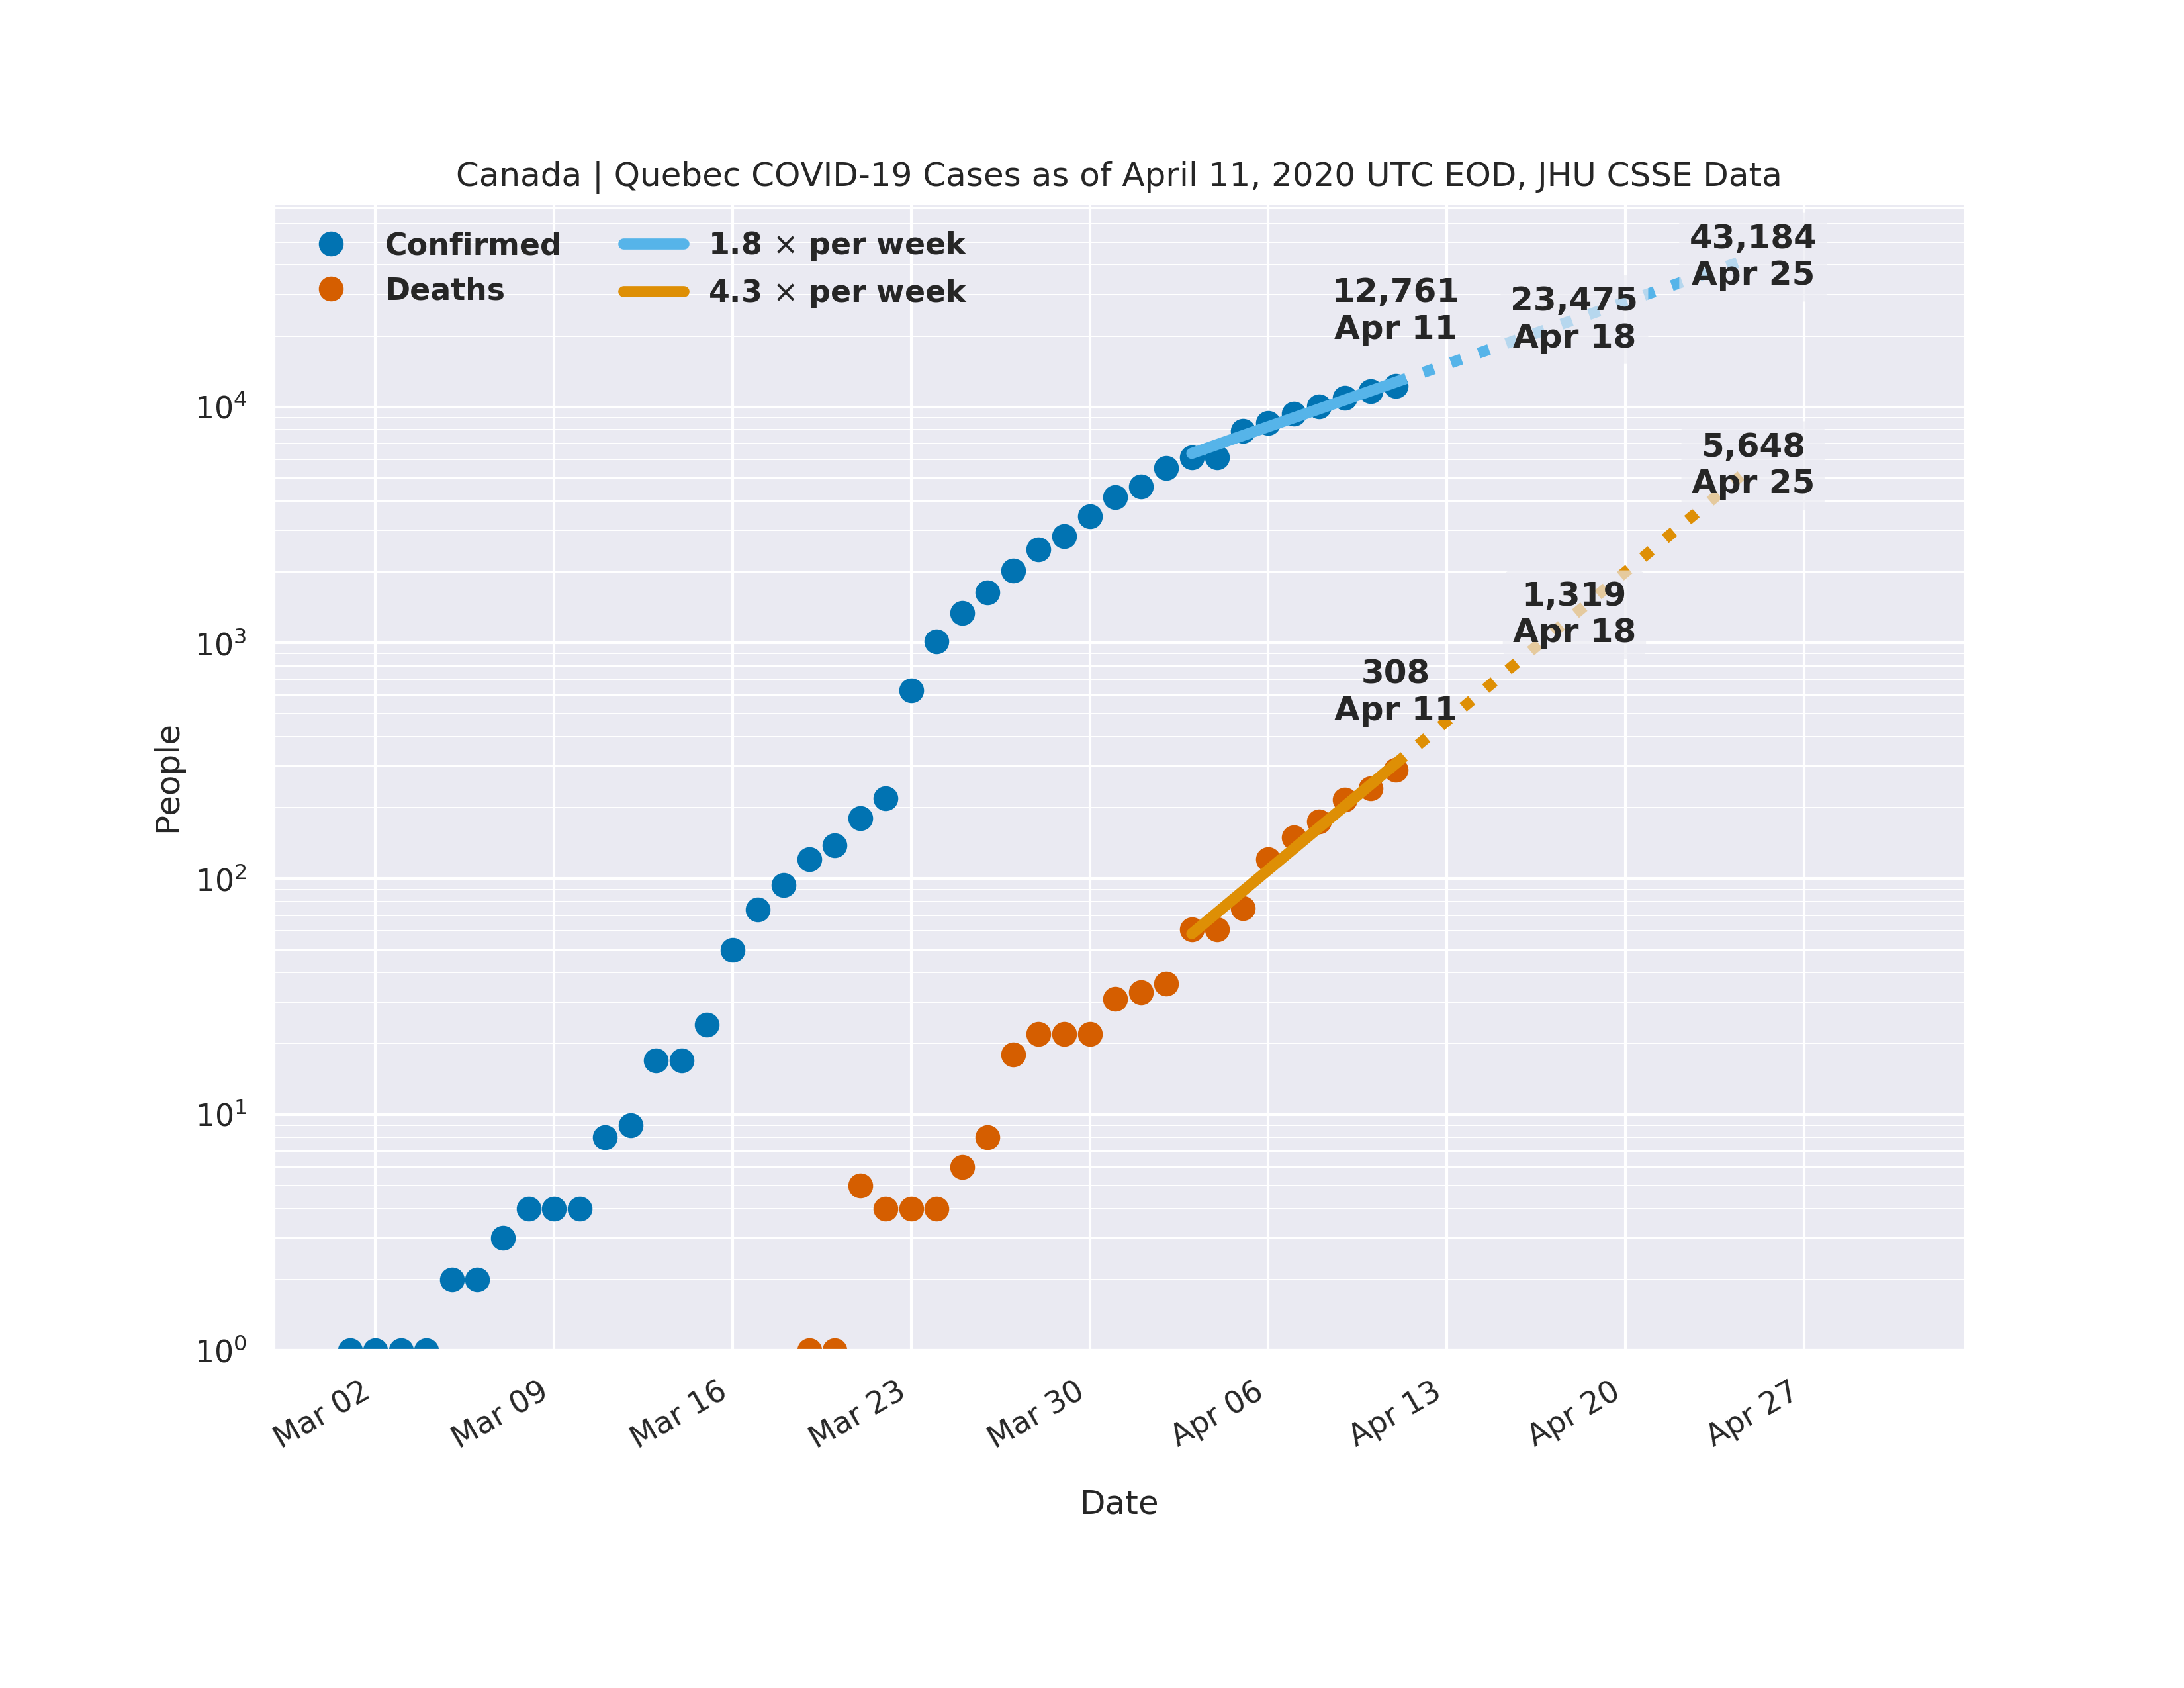 Canada | Quebec COVID-19 Cases as of April 11, 2020 UTC EOD, JHU CSSE Data
Confirmed
Deaths
1.8 × per week
4.3 × per week
43,184
Apr 25
12,761
Apr 11
23,475
Apr 18
5,648
Apr 25
1,319
Apr 18
308
Apr 11
People
10⁴
10³
10²
10¹
10⁰
Mar 02
Mar 09
Mar 16
Mar 23
Mar 30
Apr 06
Apr 13
Apr 20
Apr 27
Date